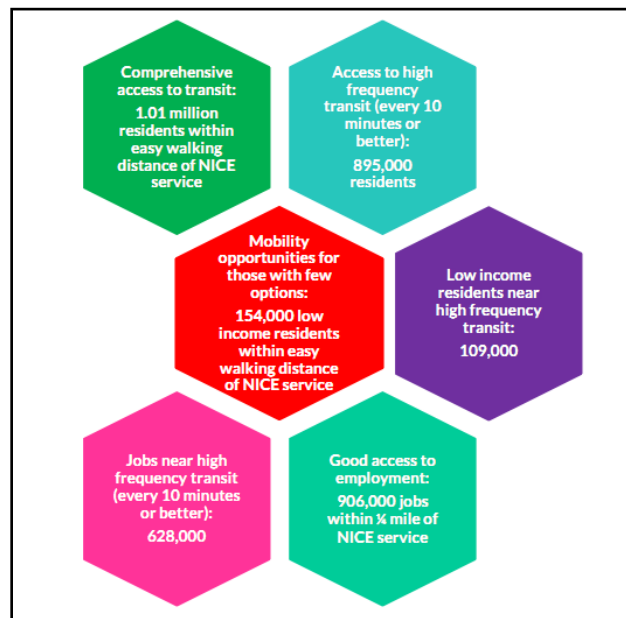 Comprehensive
access to transit:
1.01 million
residents within
easy walking
distance of NICE
service
Access to high
frequency
transit (every 10
minutes or
better):
895,000
residents
Mobility
opportunities for
those with few
options:
154,000 low
income residents
within easy
walking distance
of NICE service
Low income
residents near
high frequency
transit:
109,000
Jobs near high
frequency transit
(every 10 minutes
or better):
628,000
Good access to
employment:
906,000 jobs
within ¼ mile of
NICE service